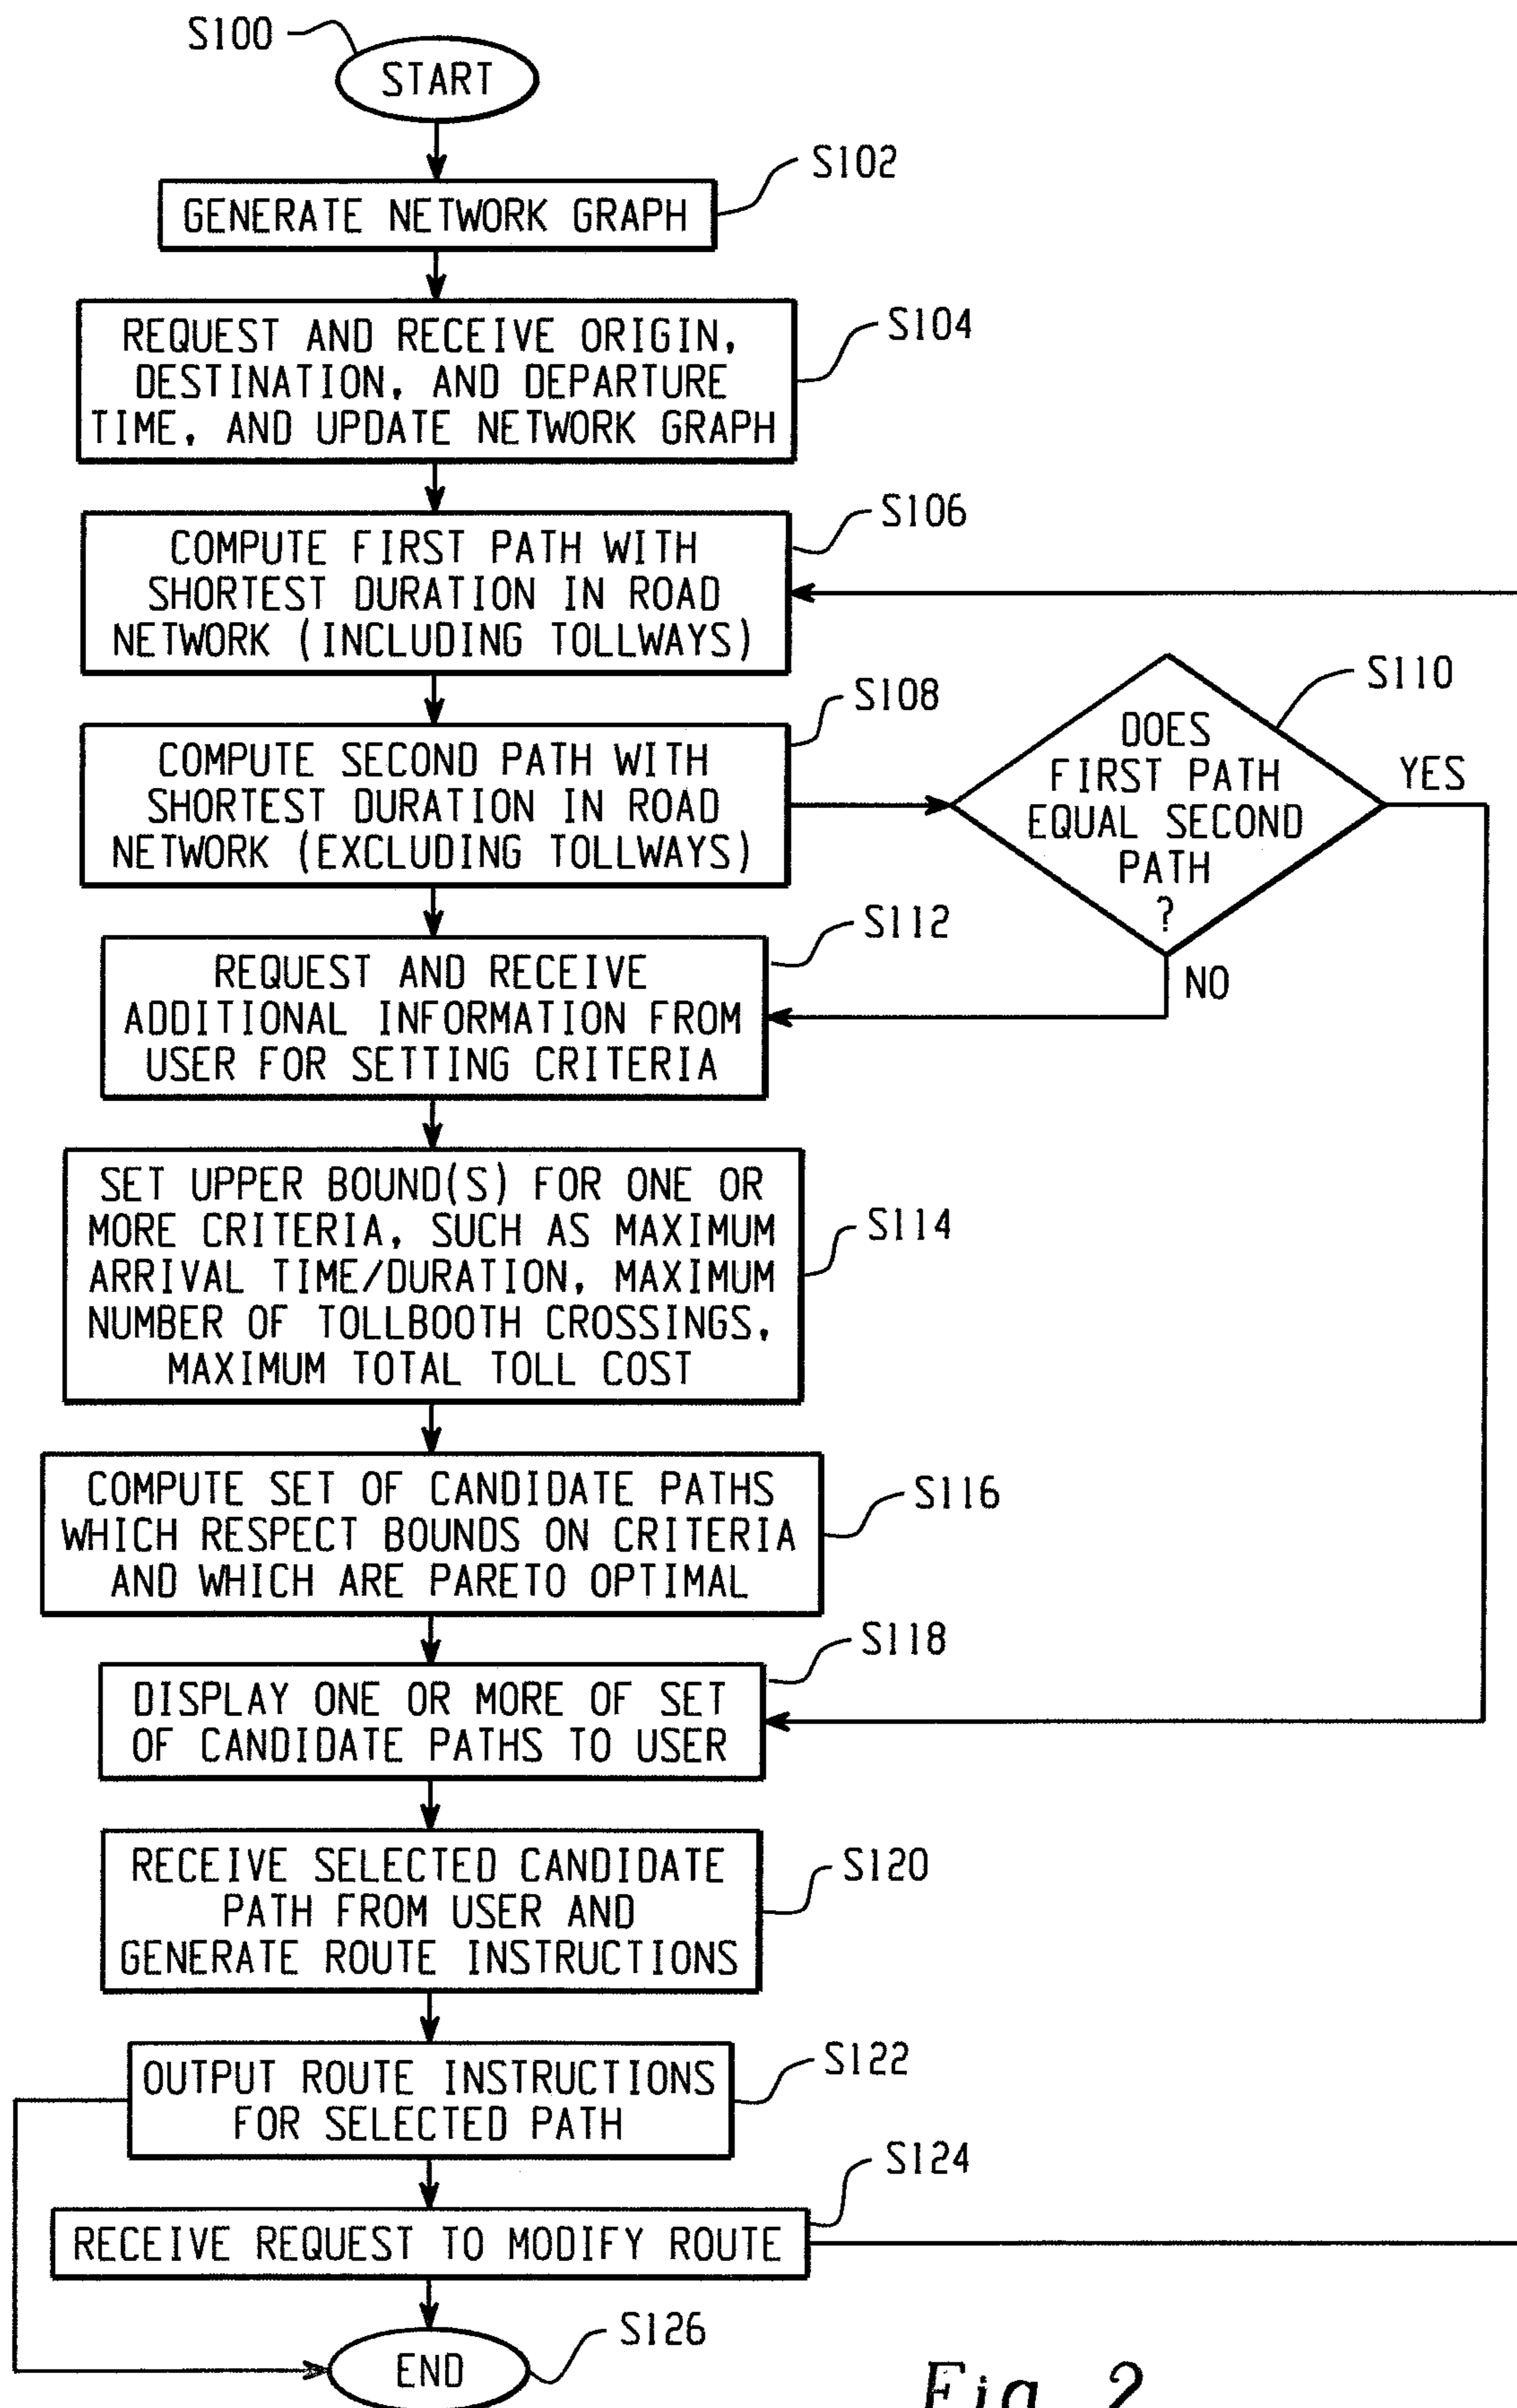 S100
START
S102
GENERATE NETWORK GRAPH
S104
REQUEST AND RECEIVE ORIGIN,
DESTINATION, AND DEPARTURE
TIME, AND UPDATE NETWORK GRAPH
S106
COMPUTE FIRST PATH WITH
SHORTEST DURATION IN ROAD
NETWORK (INCLUDING TOLLWAYS)
S108
COMPUTE SECOND PATH WITH
SHORTEST DURATION IN ROAD
NETWORK (EXCLUDING TOLLWAYS)
S110
DOES
FIRST PATH
EQUAL SECOND
PATH
?
YES
NO
S112
REQUEST AND RECEIVE
ADDITIONAL INFORMATION FROM
USER FOR SETTING CRITERIA
S114
SET UPPER BOUND(S) FOR ONE OR
MORE CRITERIA, SUCH AS MAXIMUM
ARRIVAL TIME/DURATION, MAXIMUM
NUMBER OF TOLLBOOTH CROSSINGS,
MAXIMUM TOTAL TOLL COST
S116
COMPUTE SET OF CANDIDATE PATHS
WHICH RESPECT BOUNDS ON CRITERIA
AND WHICH ARE PARETO OPTIMAL
S118
DISPLAY ONE OR MORE OF SET
OF CANDIDATE PATHS TO USER
S120
RECEIVE SELECTED CANDIDATE
PATH FROM USER AND
GENERATE ROUTE INSTRUCTIONS
S122
OUTPUT ROUTE INSTRUCTIONS
FOR SELECTED PATH
S124
RECEIVE REQUEST TO MODIFY ROUTE
S126
END
Fig. 2